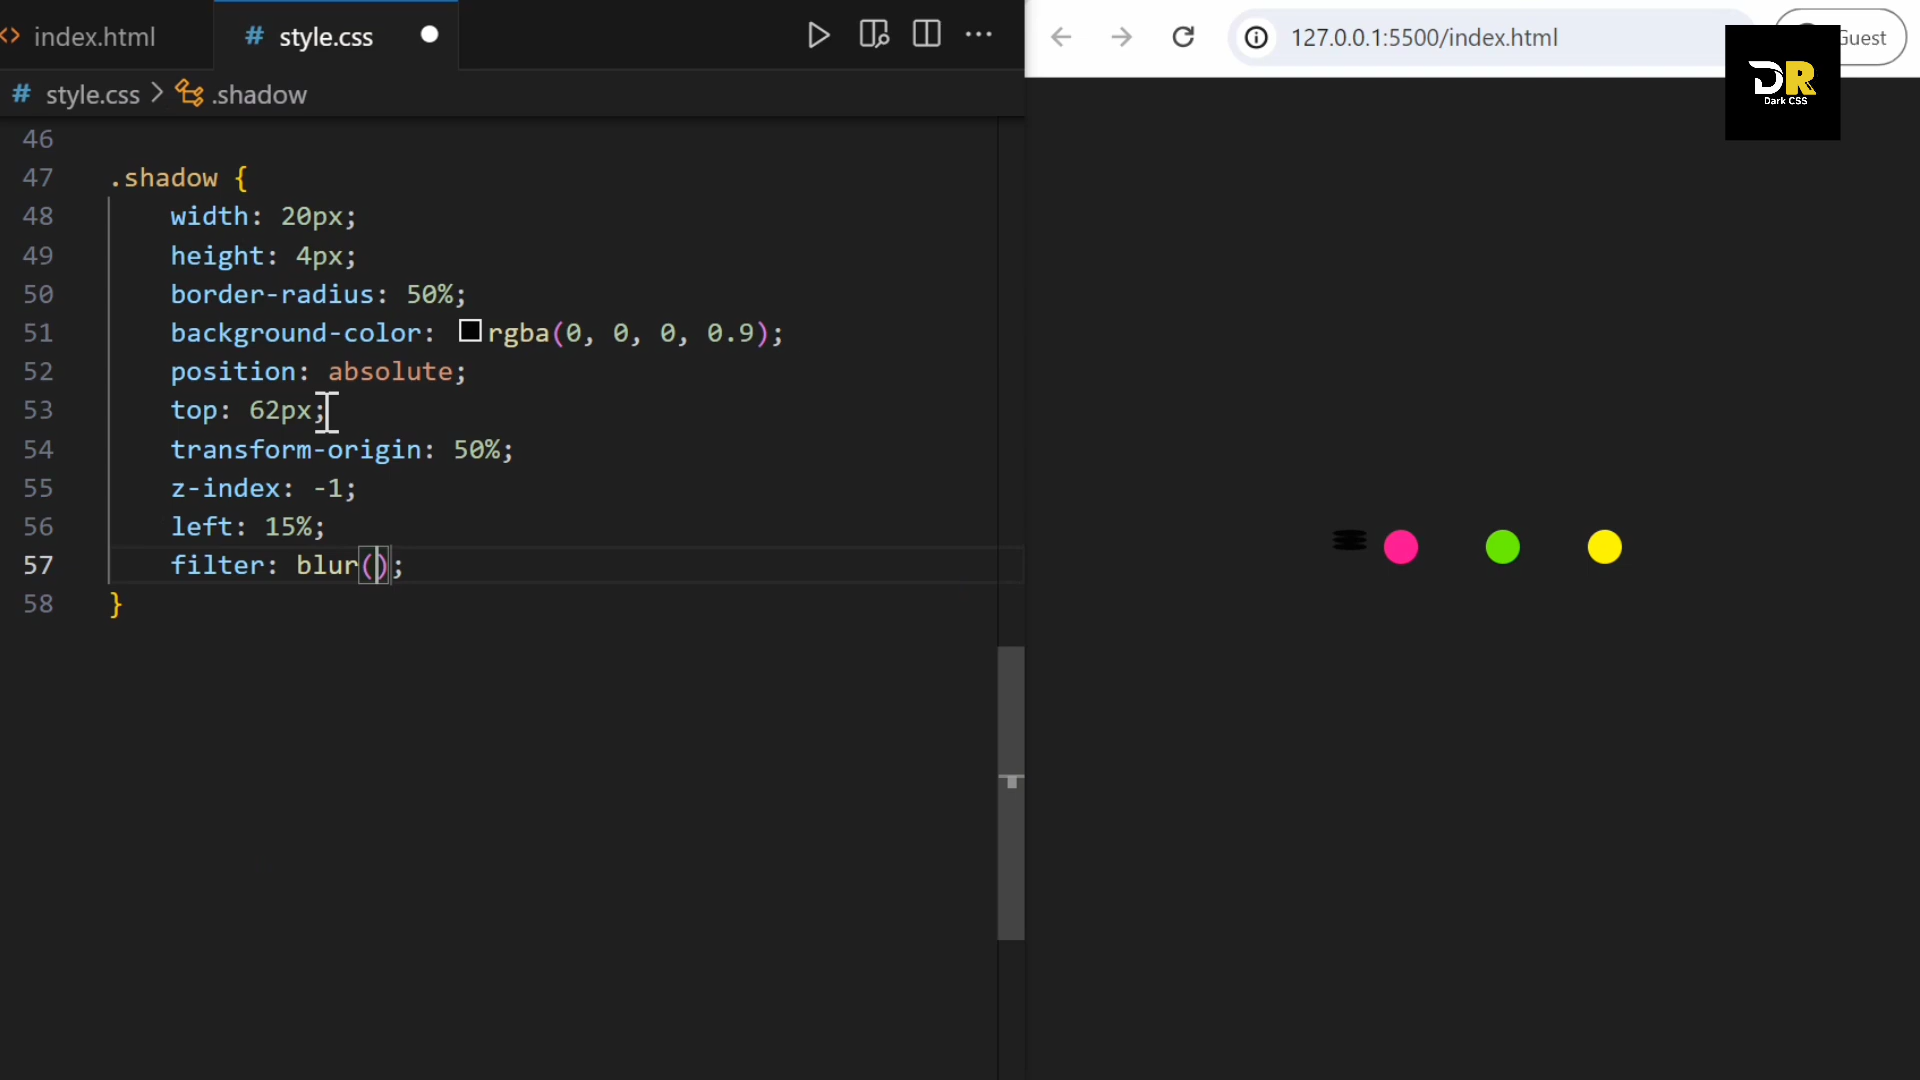 index.html
# style.css
127.0.0.1:5500/index.html
Guest
DR
Dark CSS
# style.css > .shadow
46
47 .shadow {
48 width: 20px;
49 height: 4px;
50 border-radius: 50%;
51 background-color: rgba(0, 0, 0, 0.9);
52 position: absolute;
53 top: 62px;
54 transform-origin: 50%;
55 z-index: -1;
56 left: 15%;
57 filter: blur();
58 }